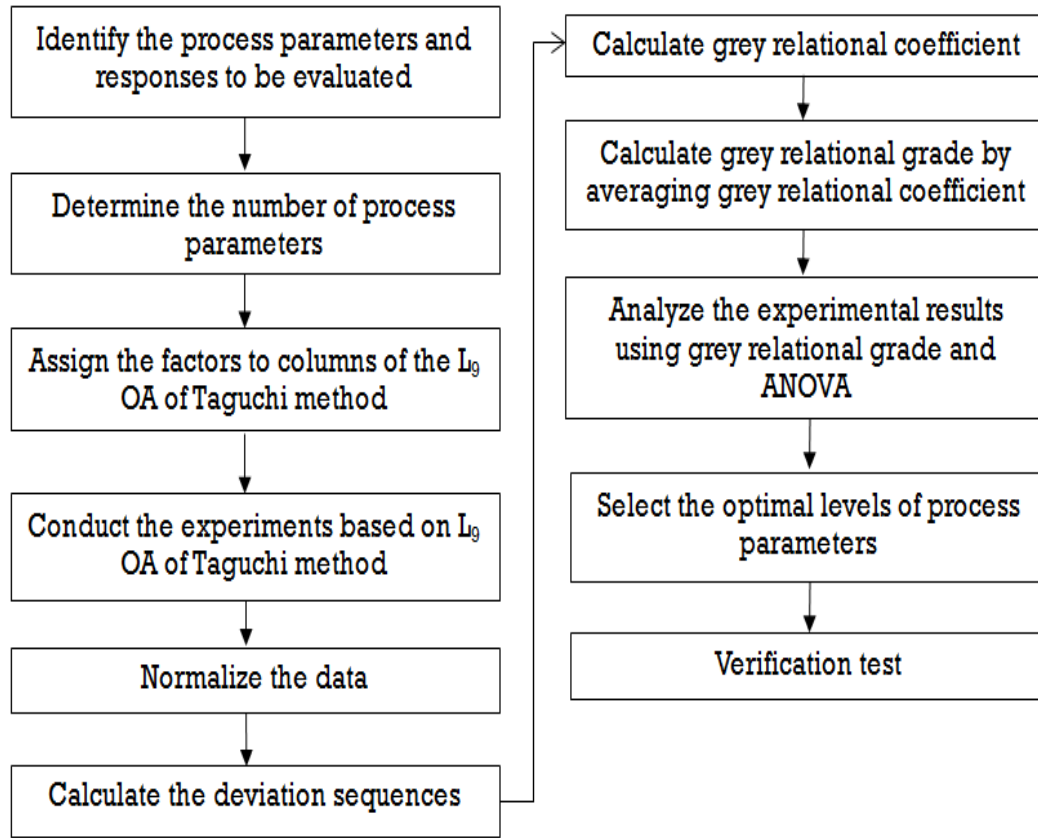 Identify the process parameters and
responses to be evaluated
Determine the number of process
parameters
Assign the factors to columns of the L₉
OA of Taguchi method
Conduct the experiments based on L₉
OA of Taguchi method
Normalize the data
Calculate the deviation sequences
Calculate grey relational coefficient
Calculate grey relational grade by
averaging grey relational coefficient
Analyze the experimental results
using grey relational grade and
ANOVA
Select the optimal levels of process
parameters
Verification test